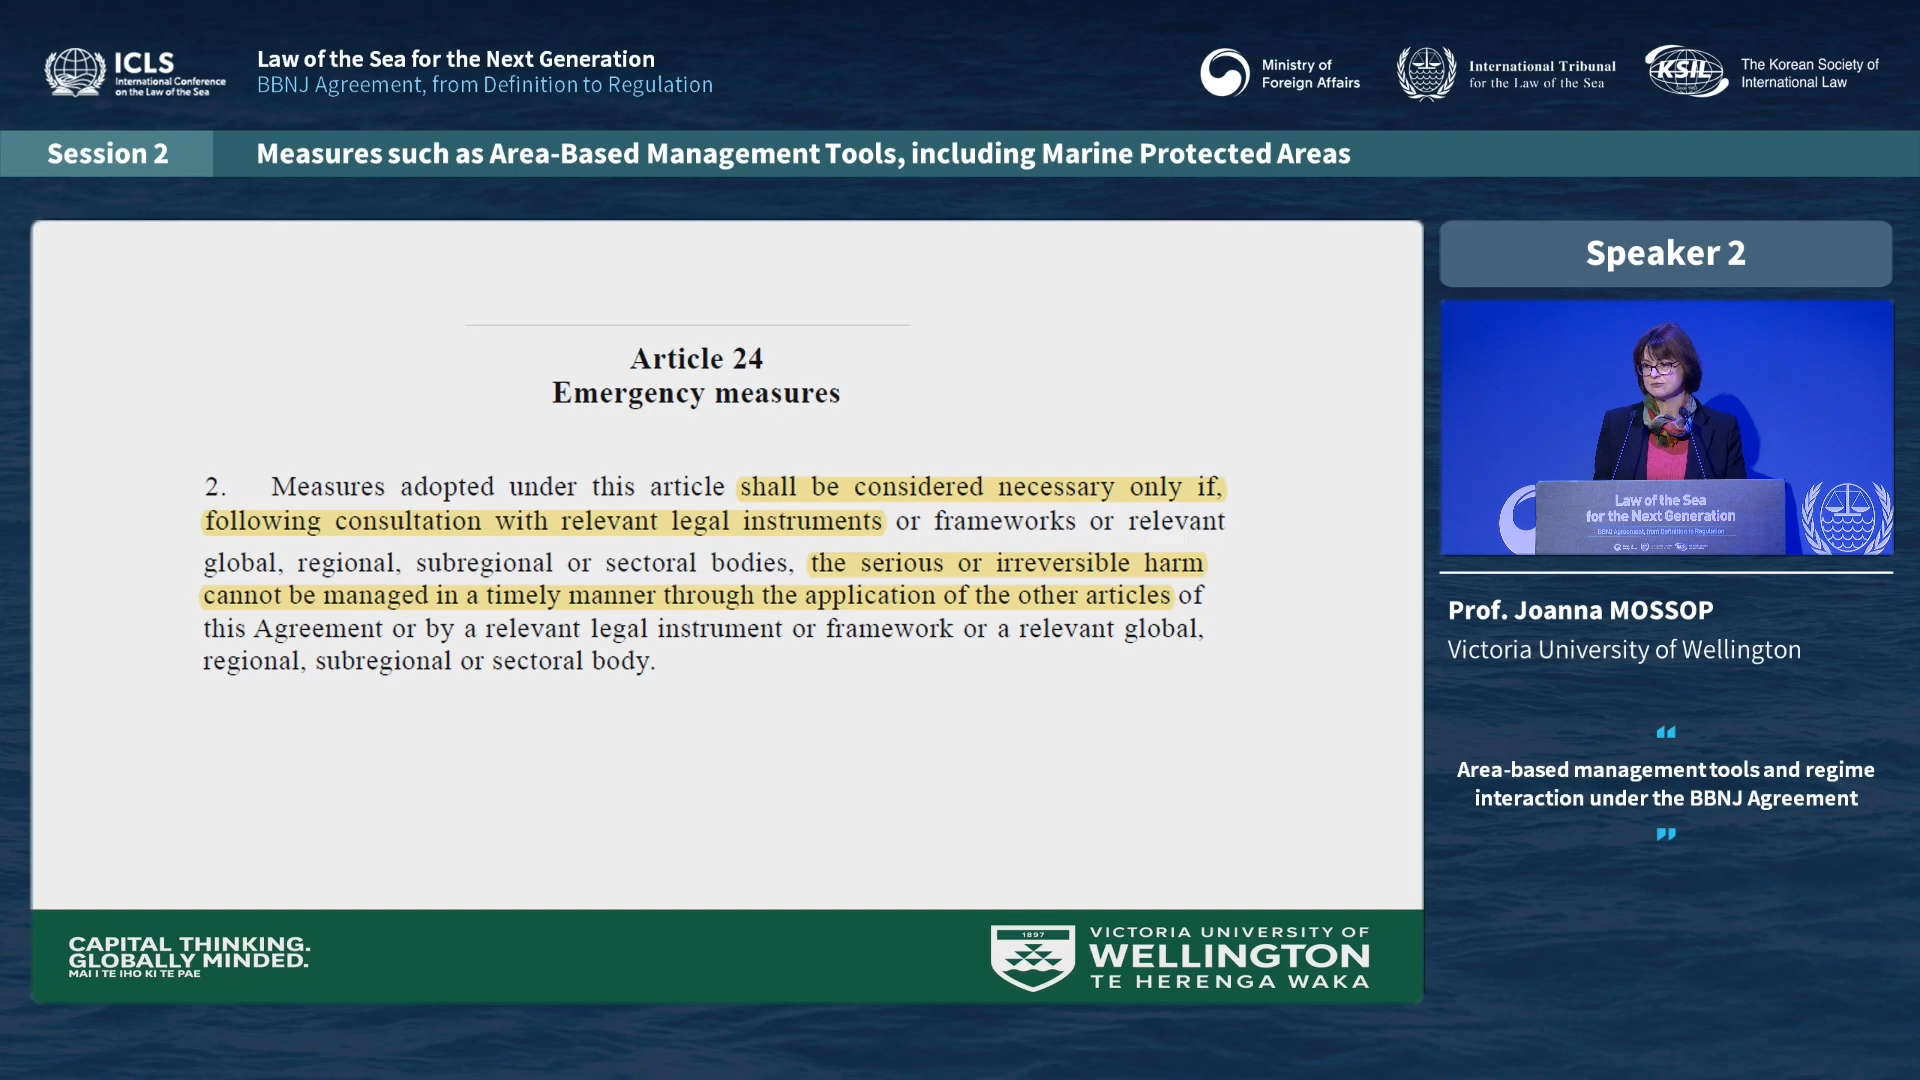 ICLS
International Conference
on the Law of the Sea
Law of the Sea for the Next Generation
BBNJ Agreement, from Definition to Regulation
Ministry of
Foreign Affairs
International Tribunal
for the Law of the Sea
KSIL
The Korean Society of
International Law
Session 2
Measures such as Area-Based Management Tools, including Marine Protected Areas
Article 24
Emergency measures
2. Measures adopted under this article shall be considered necessary only if,
following consultation with relevant legal instruments or frameworks or relevant
global, regional, subregional or sectoral bodies, the serious or irreversible harm
cannot be managed in a timely manner through the application of the other articles of
this Agreement or by a relevant legal instrument or framework or a relevant global,
regional, subregional or sectoral body.
CAPITAL THINKING.
GLOBALLY MINDED.
MAI I TE IHO KI TE PAE
1897
VICTORIA UNIVERSITY OF
WELLINGTON
TE HERENGA WAKA
Speaker 2
Law of the Sea
for the Next Generation
BBNJ Agreement, from Definition to Regulation
Prof. Joanna MOSSOP
Victoria University of Wellington
“
Area-based management tools and regime
interaction under the BBNJ Agreement
”